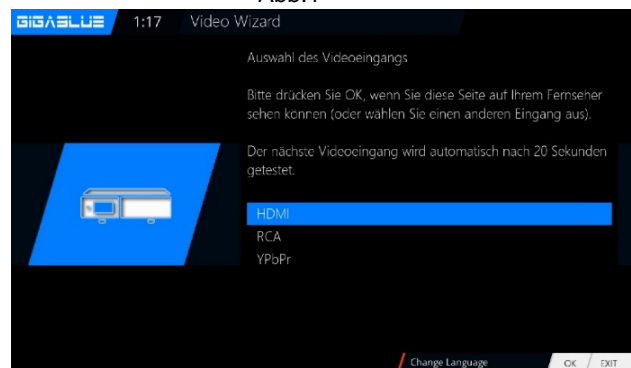 GIGABLUE 1:17 Video Wizard
Auswahl des Videoeingangs
Bitte drücken Sie OK, wenn Sie diese Seite auf Ihrem Fernseher
sehen können (oder wählen Sie einen anderen Eingang aus).
Der nächste Videoeingang wird automatisch nach 20 Sekunden
getestet.
HDMI
RCA
YPbPr
Change Language OK EXIT